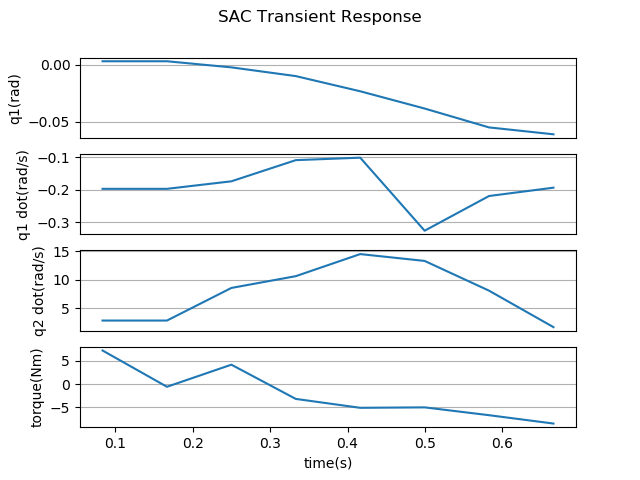 SAC Transient Response
0.00
−0.05
q1(rad)
−0.1
−0.2
−0.3
q1 dot(rad/s)
15
10
5
q2 dot(rad/s)
5
0
−5
torque(Nm)
0.1 0.2 0.3 0.4 0.5 0.6
time(s)